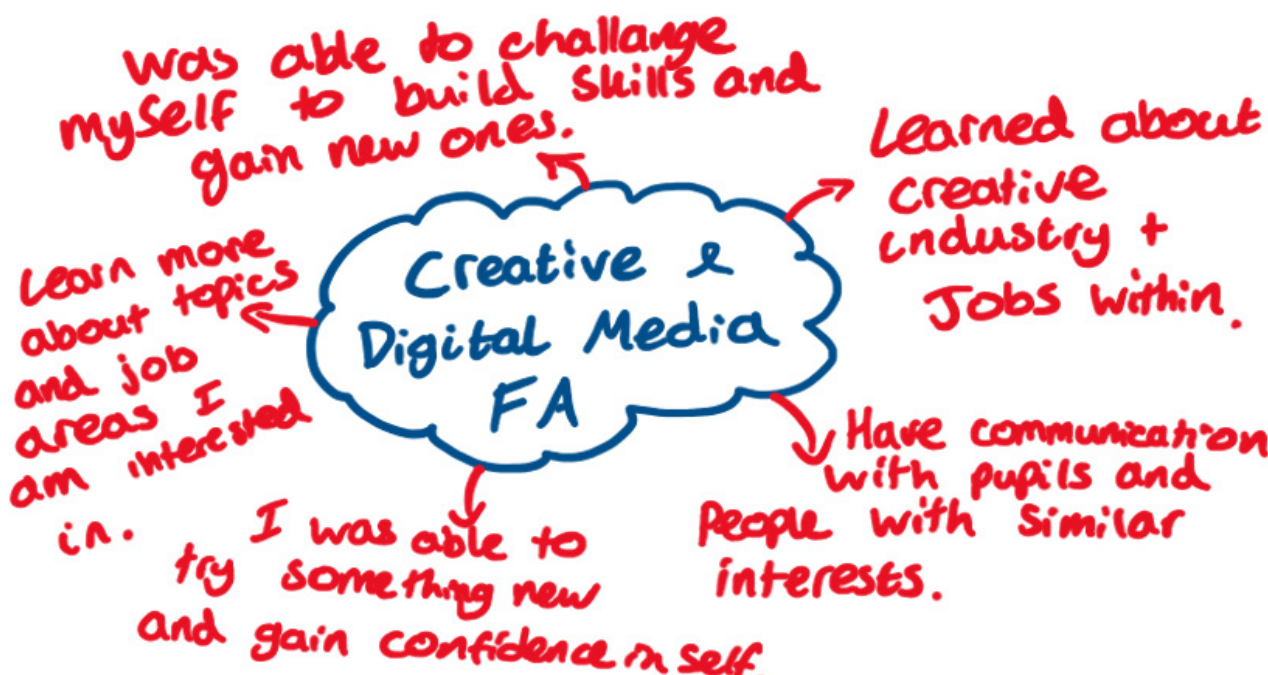 was able to challange
myself to build skills and
gain new ones.
Learned about
creative
industry +
Jobs within.
Creative &
Digital Media
FA
Learn more
about topics
and job
areas I
am interested
in.
Have communication
with pupils and
People with similar
interests.
I was able to
try something new
and gain confidence in self.